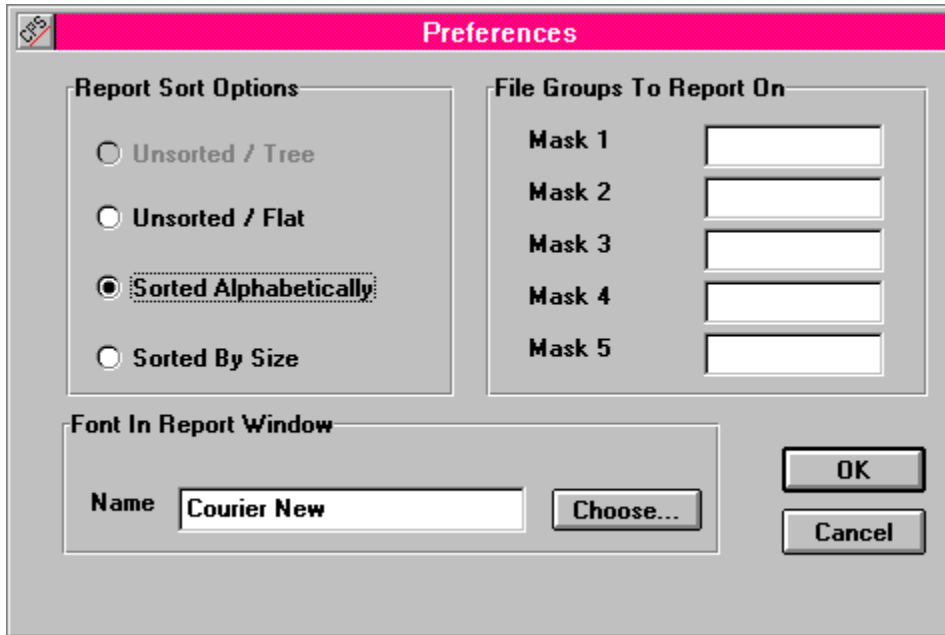 CPS
Preferences
Report Sort Options
Unsorted / Tree
Unsorted / Flat
Sorted Alphabetically
Sorted By Size
File Groups To Report On
Mask 1
Mask 2
Mask 3
Mask 4
Mask 5
Font In Report Window
Name
Courier New
Choose...
OK
Cancel